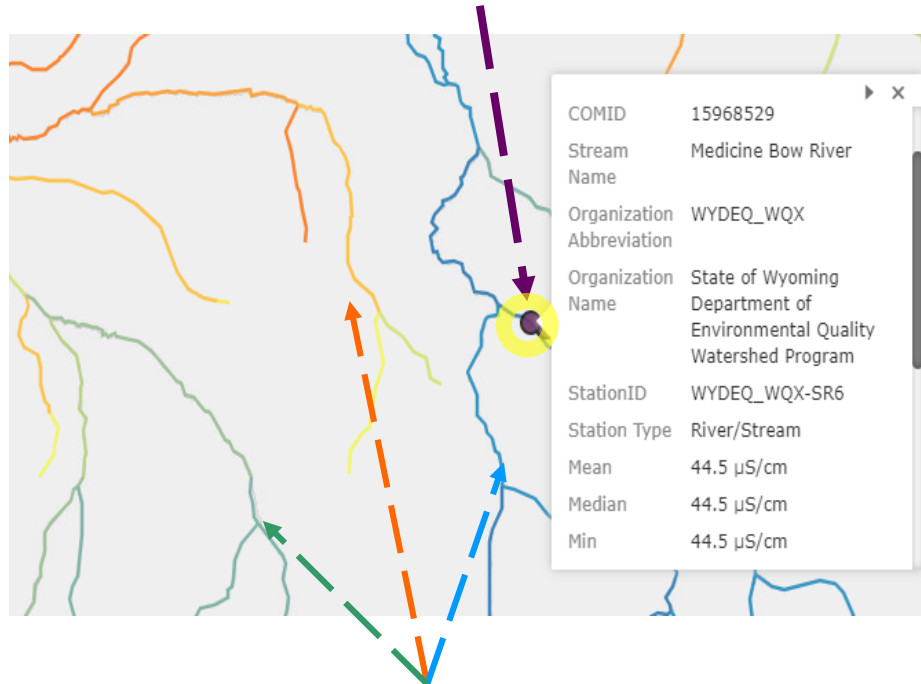 COMID 15968529
Stream Name Medicine Bow River
Organization Abbreviation WYDEQ_WQX
Organization Name State of Wyoming
Department of
Environmental Quality
Watershed Program
StationID WYDEQ_WQX-SR6
Station Type River/Stream
Mean 44.5 µS/cm
Median 44.5 µS/cm
Min 44.5 µS/cm